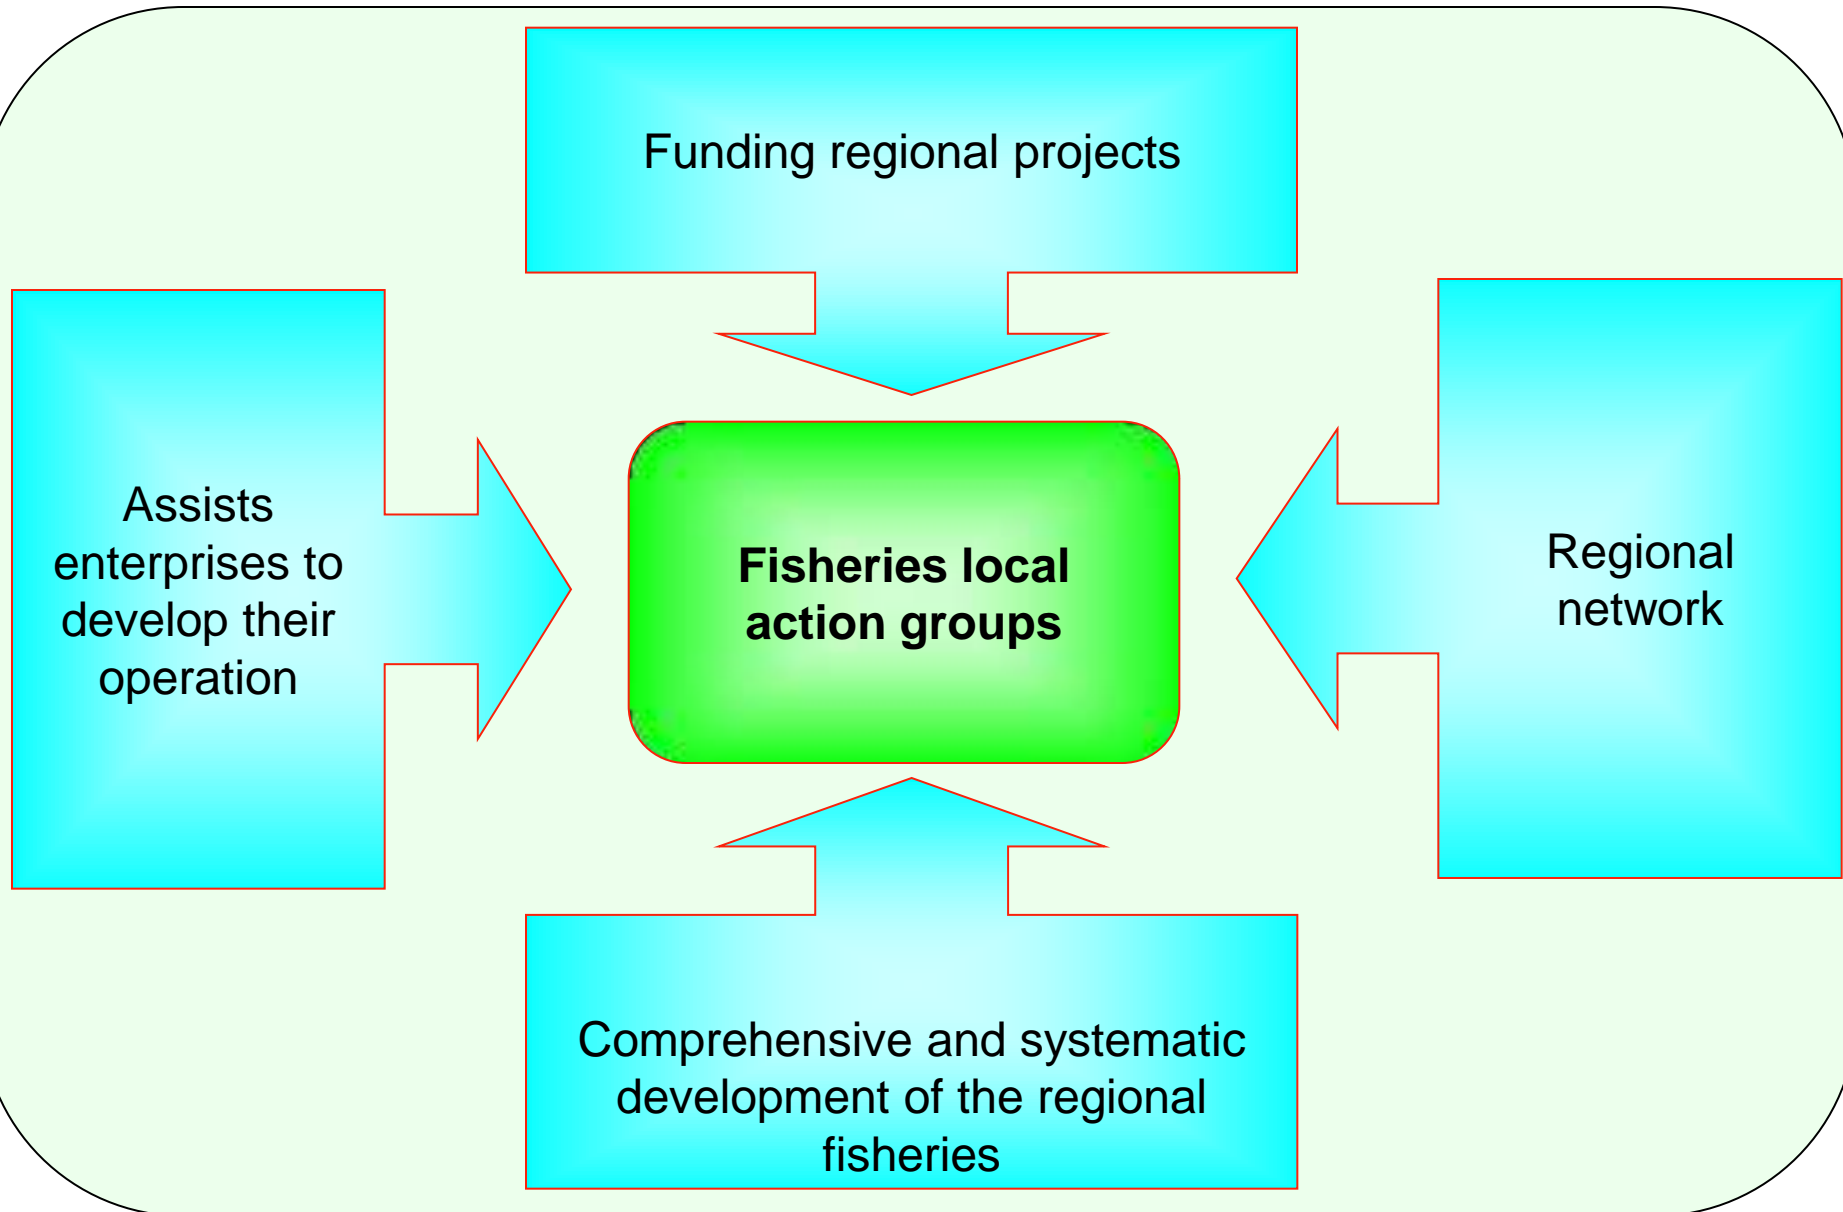 Funding regional projects
Assists
enterprises to
develop their
operation
Fisheries local
action groups
Regional
network
Comprehensive and systematic
development of the regional
fisheries